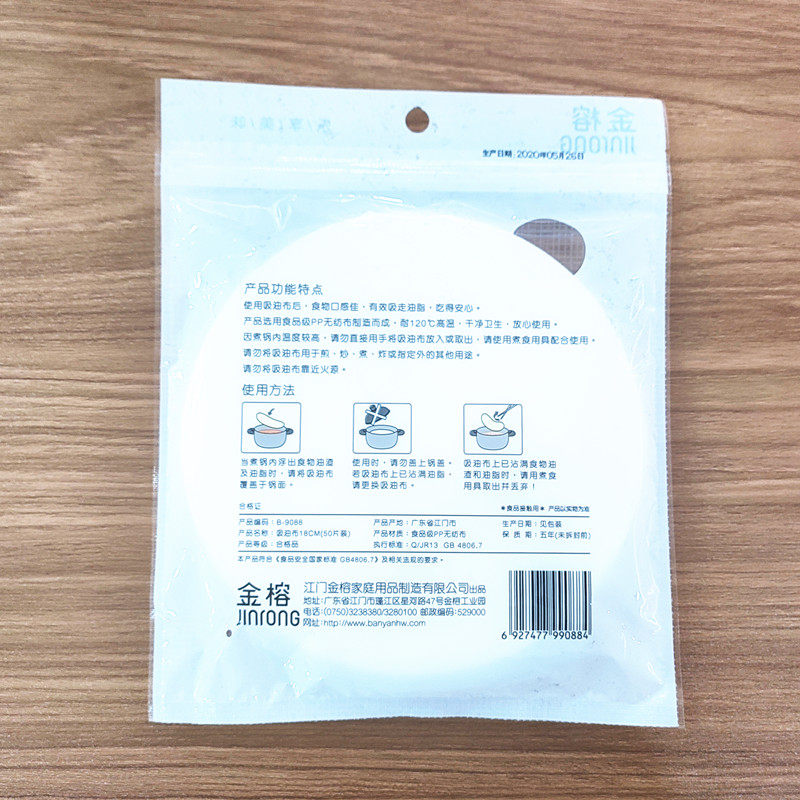 金榕
JINRONG
生产日期:2020年05月26日
产品功能特点
使用吸油布后，食物口感佳，有效吸走油脂，吃得安心。
产品选用食品级PP无纺布制造而成，耐120℃高温，干净卫生，放心使用。
因煮锅内温度较高，请勿直接用手将吸油布放入或取出，请使用煮食用具配合使用。
请勿将吸油布用于煎、炒、煮、炸或指定外的其他用途。
请勿将吸油布靠近火源。
使用方法
当煮锅内浮出食物油渣
及油脂时，请将吸油布
覆盖于锅面。
使用时，请勿盖上锅盖。
若吸油布上已沾满油脂，
请更换吸油布。
吸油布上已沾满食物油
渣和油脂时，请用煮食
用具取出并丢弃！
合格证
*食品接触用* 产品以实物为准
产品编码：B-9088 产品产地：广东省江门市 生产日期：见包装
产品名称：吸油布18CM(50片装) 产品材质：食品级PP无纺布 保 质 期：五年(未拆封前)
产品等级：合格品 执行标准：Q/JR13 GB 4806.7
本产品符合《食品安全国家标准 GB4806.7》及相关法规的要求。
金榕
JINRONG
江门金榕家庭用品制造有限公司出品
地址：广东省江门市蓬江区星河路47号金榕工业园
电话：(0750)3238380/3280100 邮政编码：529000
网址：http://www.banyanhw.com
6 927477 990884